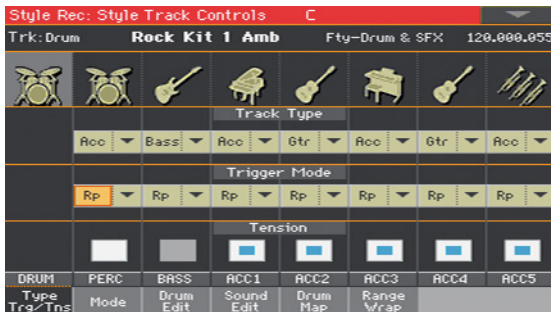 Style Rec: Style Track Controls C
Trk:Drum Rock Kit 1 Amb Fty-Drum & SFX 120.000.055
Track Type
Acc Bass Acc Gtr Acc Gtr Acc
Trigger Mode
Rp Rp Rp Rp Rp Rp Rp
Tension
DRUM PERC BASS ACC1 ACC2 ACC3 ACC4 ACC5
Type Trg/Tns Mode Drum Edit Sound Edit Drum Map Range Wrap